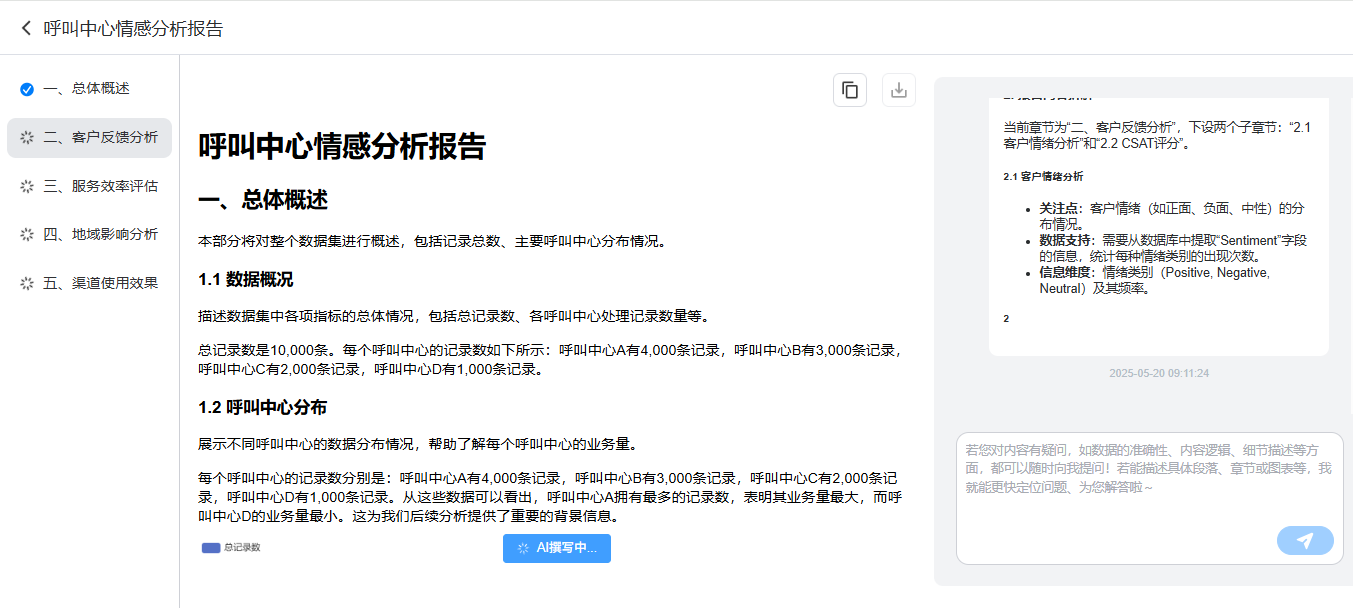 呼叫中心情感分析报告
一、总体概述
二、客户反馈分析
三、服务效率评估
四、地域影响分析
五、渠道使用效果
呼叫中心情感分析报告
一、总体概述
本部分将对整个数据集进行概述，包括记录总数、主要呼叫中心分布情况。
1.1 数据概况
描述数据集中各项指标的总体情况，包括总记录数、各呼叫中心处理记录数量等。
总记录数是10,000条。每个呼叫中心的记录数如下所示：呼叫中心A有4,000条记录，呼叫中心B有3,000条记录，
呼叫中心C有2,000条记录，呼叫中心D有1,000条记录。
1.2 呼叫中心分布
展示不同呼叫中心的数据分布情况，帮助了解每个呼叫中心的业务量。
每个呼叫中心的记录数分别是：呼叫中心A有4,000条记录，呼叫中心B有3,000条记录，呼叫中心C有2,000条记
录，呼叫中心D有1,000条记录。从这些数据可以看出，呼叫中心A拥有最多的记录数，表明其业务量最大，而呼
叫中心D的业务量最小。这为我们后续分析提供了重要的背景信息。
总记录数
AI撰写中...
当前章节为“二、客户反馈分析”，下设两个子章节：“2.1
客户情绪分析”和“2.2 CSAT评分”。
2.1 客户情绪分析
• 关注点：客户情绪（如正面、负面、中性）的分
布情况。
• 数据支持：需要从数据库中提取“Sentiment”字段
的信息，统计每种情绪类别的出现次数。
• 信息维度：情绪类别（Positive, Negative,
Neutral）及其频率。
2
2025-05-20 09:11:24
若您对内容有疑问，如数据的准确性、内容逻辑、细节描述等方
面，都可以随时向我提问！若能描述具体段落、章节或图表等，我
就能更快定位问题、为您解答啦～